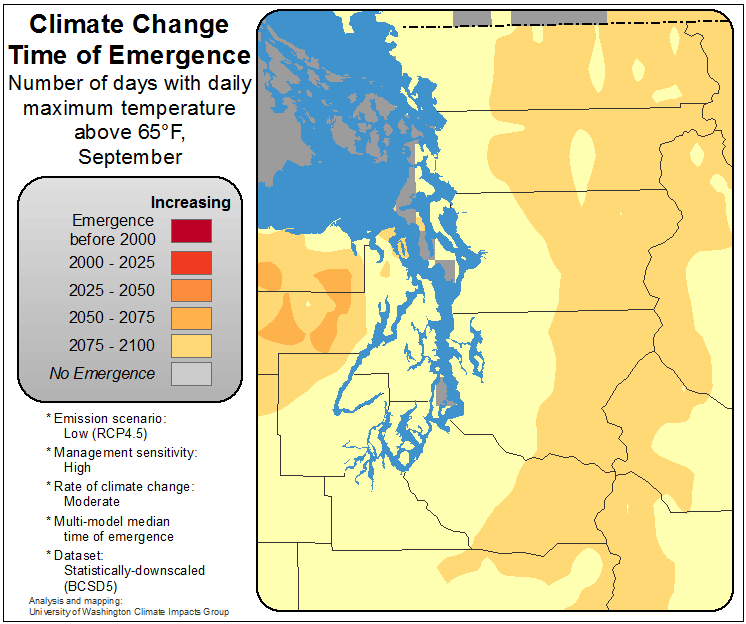 Climate Change
Time of Emergence
Number of days with daily
maximum temperature
above 65°F,
September
Increasing
Emergence
before 2000
2000 - 2025
2025 - 2050
2050 - 2075
2075 - 2100
No Emergence
* Emission scenario:
Low (RCP4.5)
* Management sensitivity:
High
* Rate of climate change:
Moderate
* Multi-model median
time of emergence
* Dataset:
Statistically-downscaled
(BCSD5)
Analysis and mapping:
University of Washington Climate Impacts Group